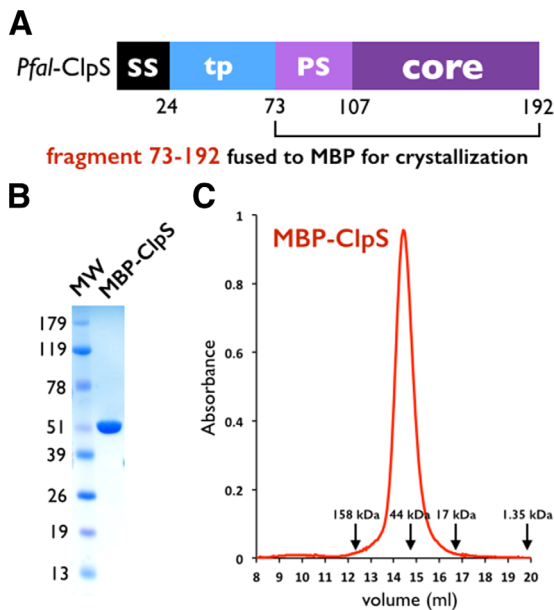 A
Pfal-ClpS SS tp PS core
24 73 107 192
fragment 73-192 fused to MBP for crystallization
B
MW MBP-ClpS
179
119
78
51
39
26
19
13
C
MBP-ClpS
Absorbance
1
0.8
0.6
0.4
0.2
0
158 kDa 44 kDa 17 kDa 1.35 kDa
8 9 10 11 12 13 14 15 16 17 18 19 20
volume (ml)